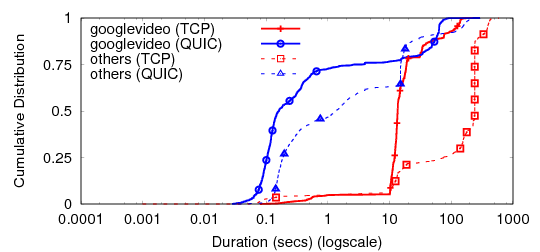 Cumulative Distribution
1
0.75
0.5
0.25
0
googlevideo (TCP)
googlevideo (QUIC)
others (TCP)
others (QUIC)
0.0001 0.001 0.01 0.1 1 10 100 1000 10000
Duration (secs) (logscale)